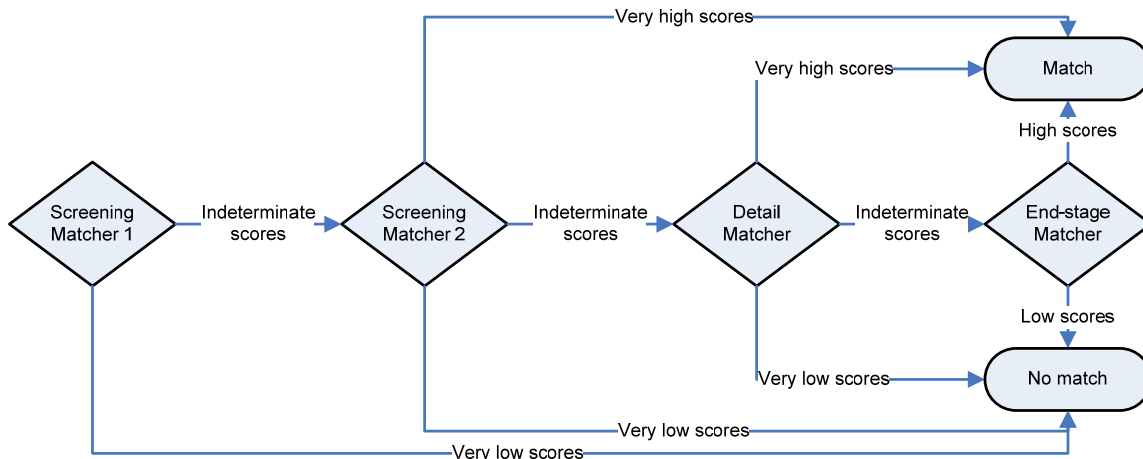 Very high scores
Very high scores
Match
High scores
Screening
Matcher 1
Indeterminate
scores
Screening
Matcher 2
Indeterminate
scores
Detail
Matcher
Indeterminate
scores
End-stage
Matcher
Low scores
Very low scores
No match
Very low scores
Very low scores